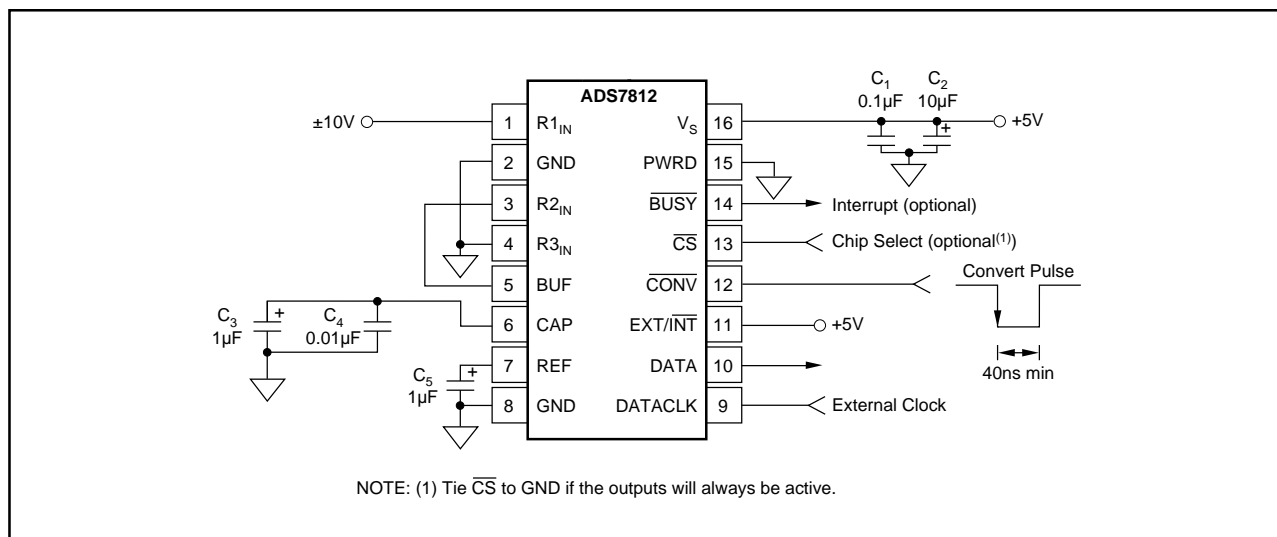 ADS7812
±10V
1 R1IN
2 GND
3 R2IN
4 R3IN
5 BUF
6 CAP
7 REF
8 GND
VS 16
PWRD 15
BUSY 14
CS 13
CONV 12
EXT/INT 11
DATA 10
DATACLK 9
C1
0.1µF
C2
10µF
+
+5V
Interrupt (optional)
Chip Select (optional(1))
Convert Pulse
40ns min
+5V
External Clock
C3
1µF
+
C4
0.01µF
C5
1µF
+
NOTE: (1) Tie CS to GND if the outputs will always be active.